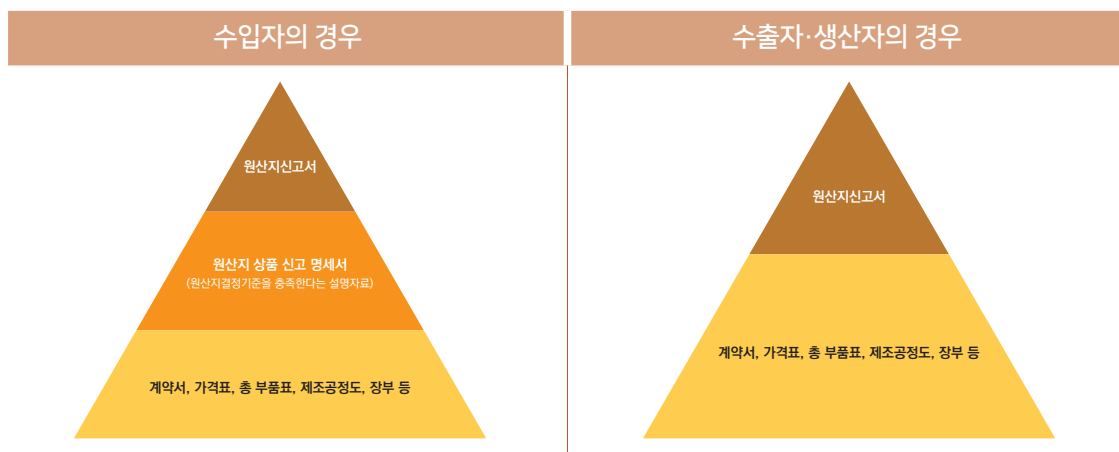 수입자의 경우
원산지신고서
원산지 상품 신고 명세서
(원산지결정기준을 충족한다는 설명자료)
계약서, 가격표, 총 부품표, 제조공정도, 장부 등
수출자·생산자의 경우
원산지신고서
계약서, 가격표, 총 부품표, 제조공정도, 장부 등